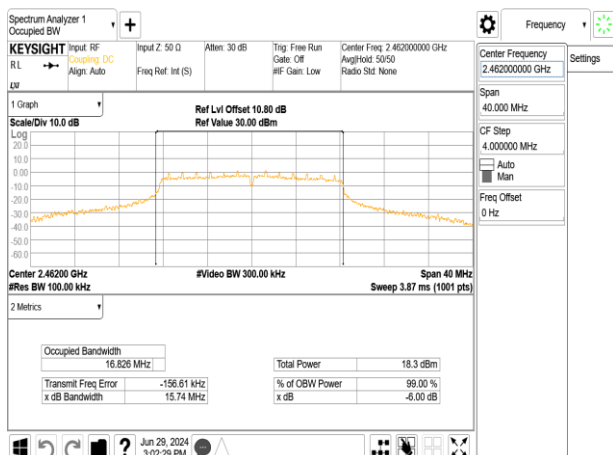 Spectrum Analyzer 1
Occupied BW
Frequency
Settings
KEYSIGHT
RL
Input: RF
Coupling: DC
Align: Auto
Input Z: 50 Ω
Freq Ref: Int (S)
Atten: 30 dB
Trig: Free Run
Gate: Off
#IF Gain: Low
Center Freq: 2.462000000 GHz
Avg|Hold: 50/50
Radio Std: None
Center Frequency
2.462000000 GHz
Span
40.000 MHz
CF Step
4.000000 MHz
Auto
Man
Freq Offset
0 Hz
1 Graph
Scale/Div 10.0 dB
Ref Lvl Offset 10.80 dB
Ref Value 30.00 dBm
Log
20.0
10.0
0.00
-10.0
-20.0
-30.0
-40.0
-50.0
-60.0
Center 2.46200 GHz
#Video BW 300.00 kHz
Span 40 MHz
#Res BW 100.00 kHz
Sweep 3.87 ms (1001 pts)
2 Metrics
Occupied Bandwidth
16.826 MHz
Total Power 18.3 dBm
Transmit Freq Error -156.61 kHz
% of OBW Power 99.00 %
x dB Bandwidth 15.74 MHz
x dB -6.00 dB
?
Jun 29, 2024
3:02:29 PM